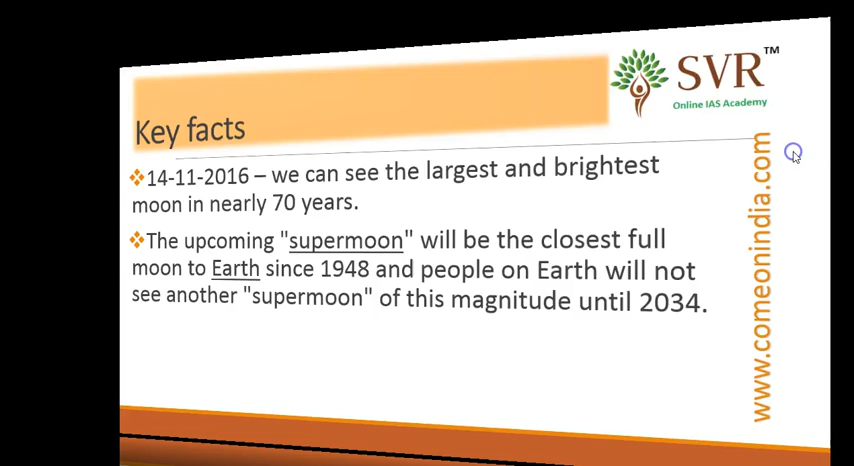 SVR™
Online IAS Academy
Key facts
14-11-2016 – we can see the largest and brightest
moon in nearly 70 years.
The upcoming "supermoon" will be the closest full
moon to Earth since 1948 and people on Earth will not
see another "supermoon" of this magnitude until 2034.
www.comeonindia.com